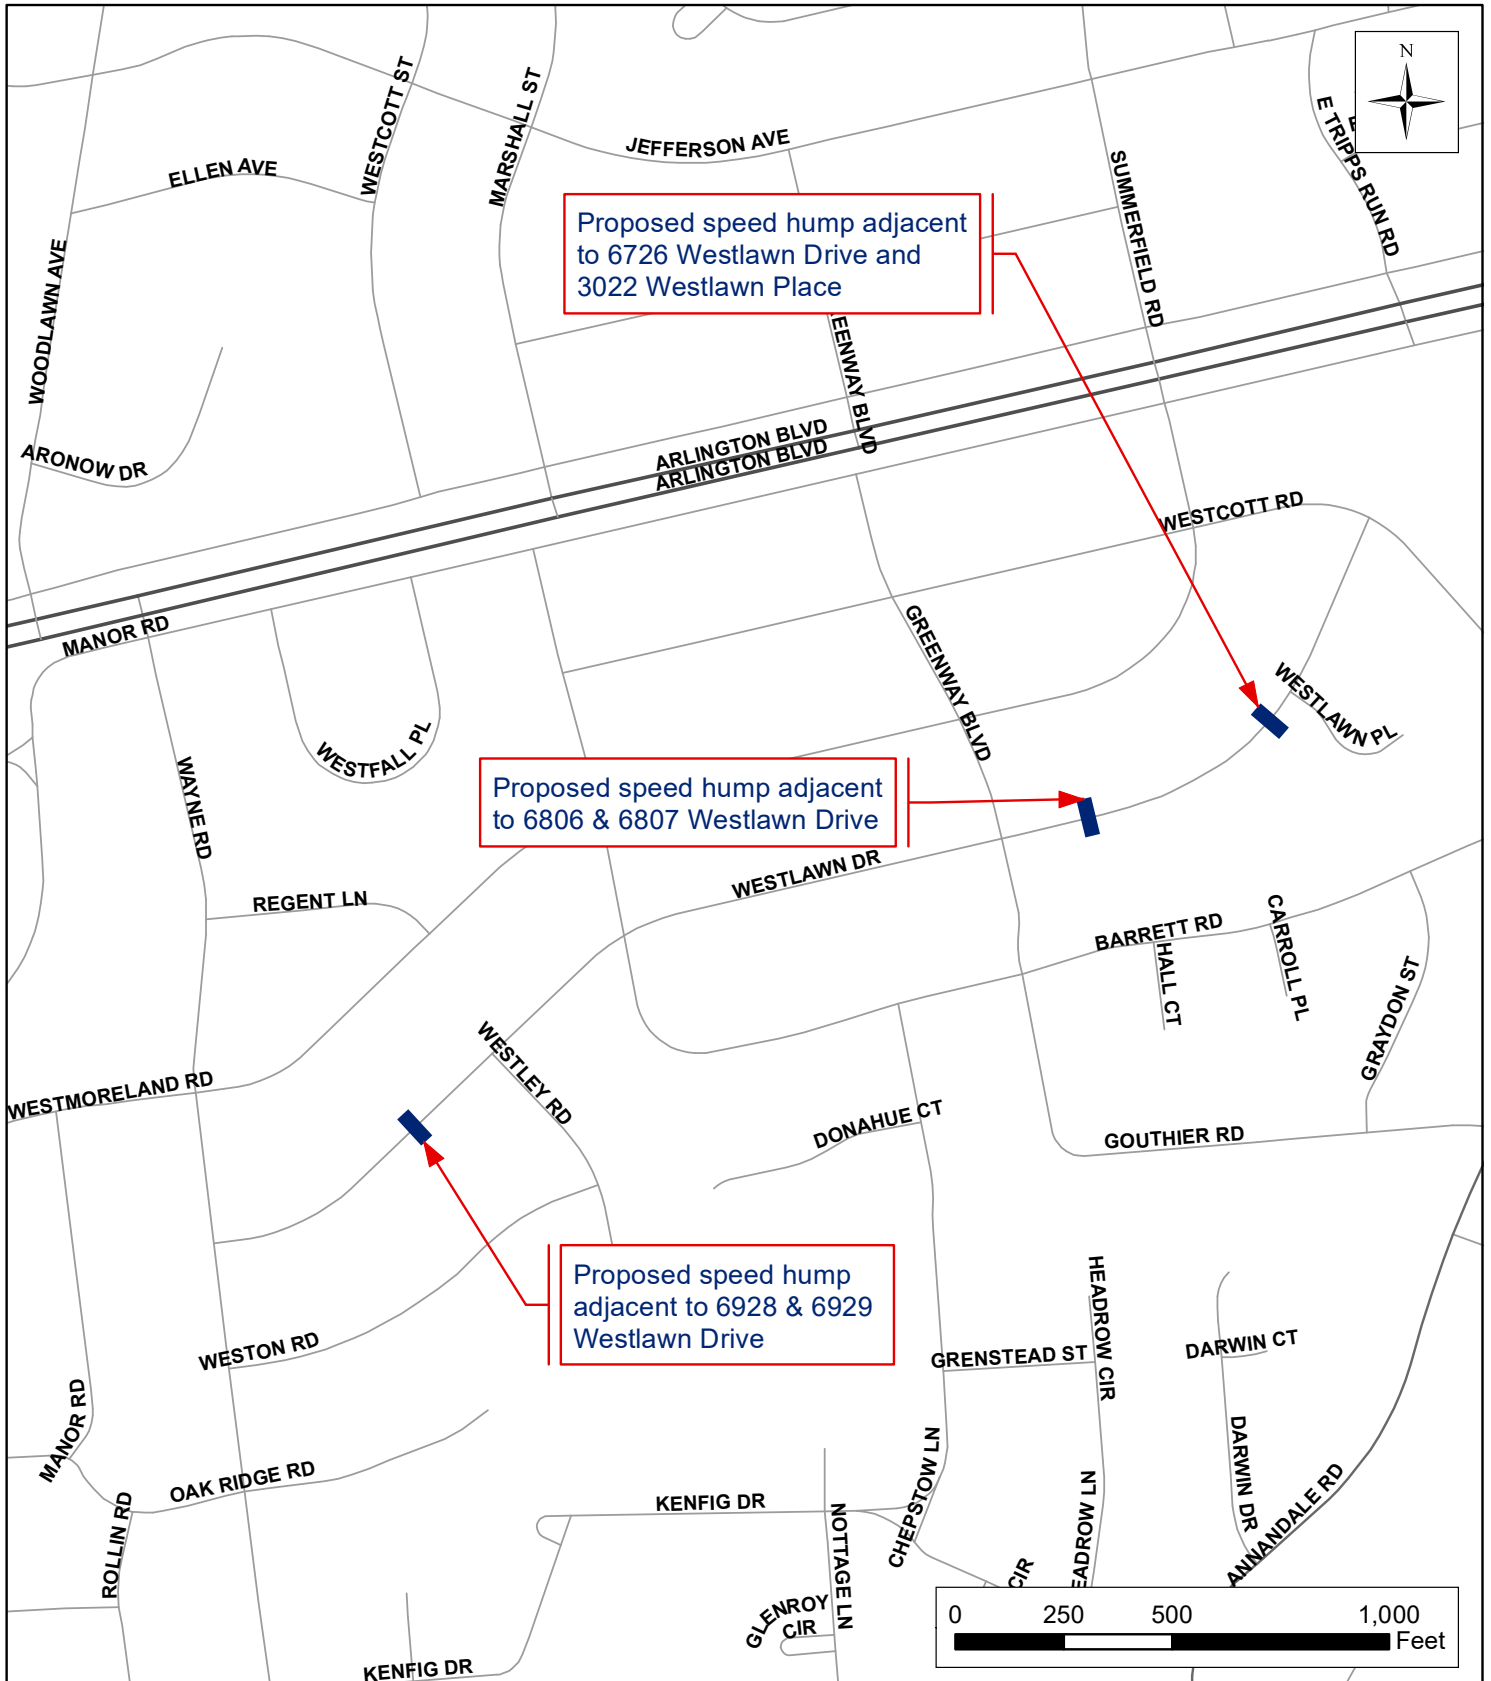 N
WESTCOTT ST
MARSHALL ST
JEFFERSON AVE
E TRIPPS RUN RD
E
ELLEN AVE
SUMMERFIELD RD
Proposed speed hump adjacent
to 6726 Westlawn Drive and
3022 Westlawn Place
WOODLAWN AVE
EENWAY BLVD
ARONOW DR
ARLINGTON BLVD
ARLINGTON BLVD
WESTCOTT RD
MANOR RD
GREENWAY BLVD
WESTLAWN PL
WESTFALL PL
WAYNE RD
Proposed speed hump adjacent
to 6806 & 6807 Westlawn Drive
WESTLAWN DR
REGENT LN
BARRETT RD
CARROLL PL
HALL CT
GRAYDON ST
WESTLEY RD
WESTMORELAND RD
DONAHUE CT
GOUTHIER RD
Proposed speed hump
adjacent to 6928 & 6929
Westlawn Drive
HEADROW CIR
WESTON RD
GRENSTEAD ST
DARWIN CT
MANOR RD
DARWIN DR
CHEPSTOW LN
OAK RIDGE RD
EADROW LN
ANNANDALE RD
KENFIG DR
ROLLIN RD
NOTTAGE LN
CIR
GLENROY
CIR
KENFIG DR
0 250 500 1,000
Feet